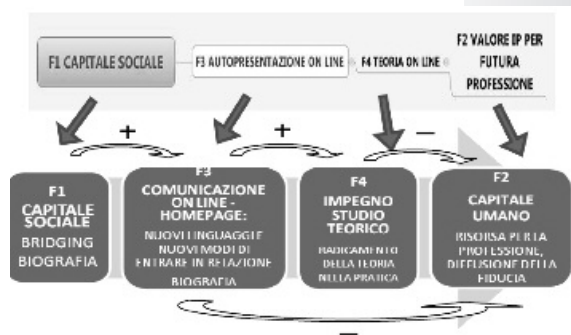 F1 CAPITALE SOCIALE
F3 AUTOPRESENTAZIONE ON LINE
F4 TEORIA ON LINE
F2 VALORE IP PER
FUTURA
PROFESSIONE
+
+
–
F1
CAPITALE
SOCIALE
BRIDGING
BIOGRAFIA
F3
COMUNICAZIONE
ON LINE -
HOMEPAGE:
NUOVI LINGUAGGI E
NUOVI MODI DI
ENTRARE IN RELAZIONE
BIOGRAFIA
F4
IMPEGNO
STUDIO
TEORICO
RADICAMENTO
DELLA TEORIA
NELLA PRATICA
F2
CAPITALE
UMANO
RISORSA PER LA
PROFESSIONE,
DIFFUSIONE DELLA
FIDUCIA
–